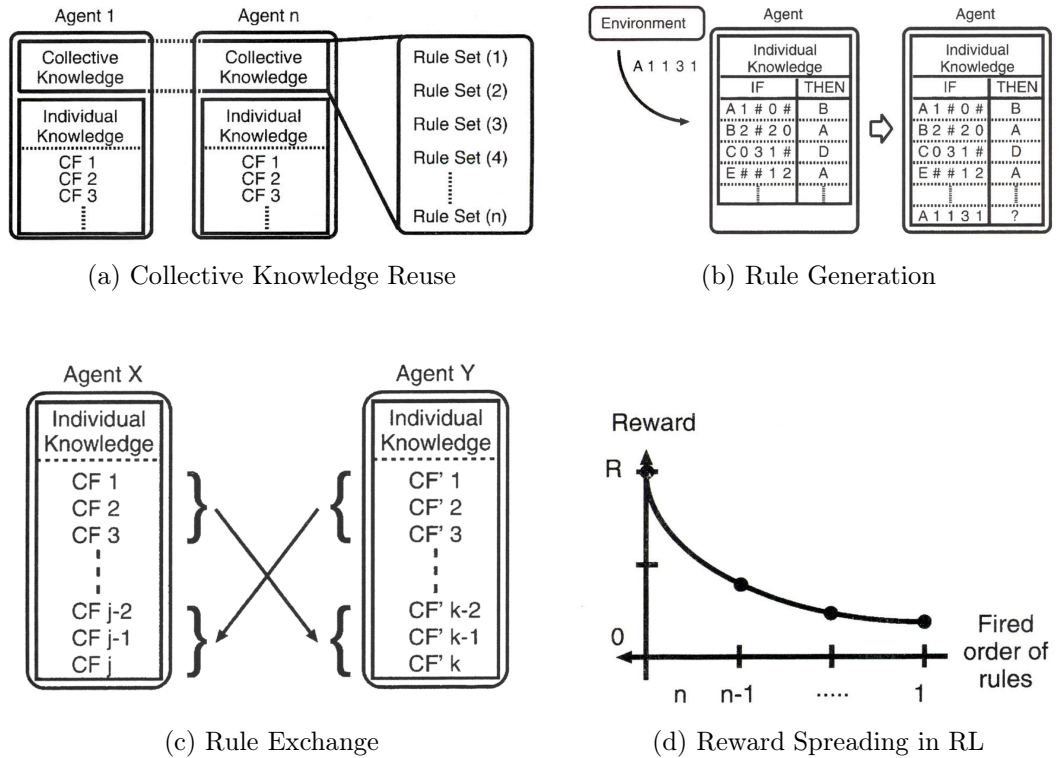 Agent 1
Agent n
Collective
Knowledge
Individual
Knowledge
CF 1
CF 2
CF 3
Collective
Knowledge
Individual
Knowledge
CF 1
CF 2
CF 3
Rule Set (1)
Rule Set (2)
Rule Set (3)
Rule Set (4)
Rule Set (n)
(a) Collective Knowledge Reuse
Environment
A 1 1 3 1
Agent
Individual
Knowledge
IF THEN
A 1 # 0 # B
B 2 # 2 0 A
C 0 3 1 # D
E # # 1 2 A
Agent
Individual
Knowledge
IF THEN
A 1 # 0 # B
B 2 # 2 0 A
C 0 3 1 # D
E # # 1 2 A
A 1 1 3 1 ?
(b) Rule Generation
Agent X
Individual
Knowledge
CF 1
CF 2
CF 3
CF j-2
CF j-1
CF j
Agent Y
Individual
Knowledge
CF' 1
CF' 2
CF' 3
CF' k-2
CF' k-1
CF' k
(c) Rule Exchange
Reward
R
0
n n-1 ..... 1
Fired
order of
rules
(d) Reward Spreading in RL